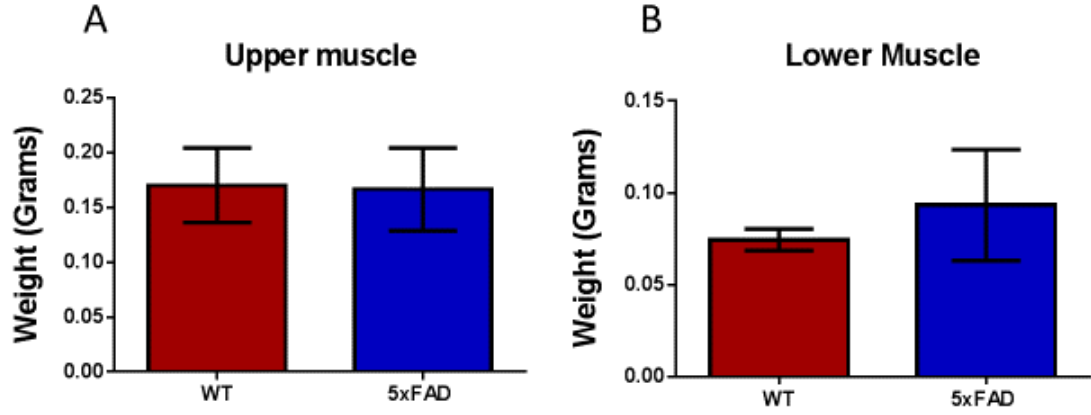 A
Upper muscle
Weight (Grams)
0.25
0.20
0.15
0.10
0.05
0.00
WT
5xFAD
B
Lower Muscle
Weight (Grams)
0.15
0.10
0.05
0.00
WT
5xFAD